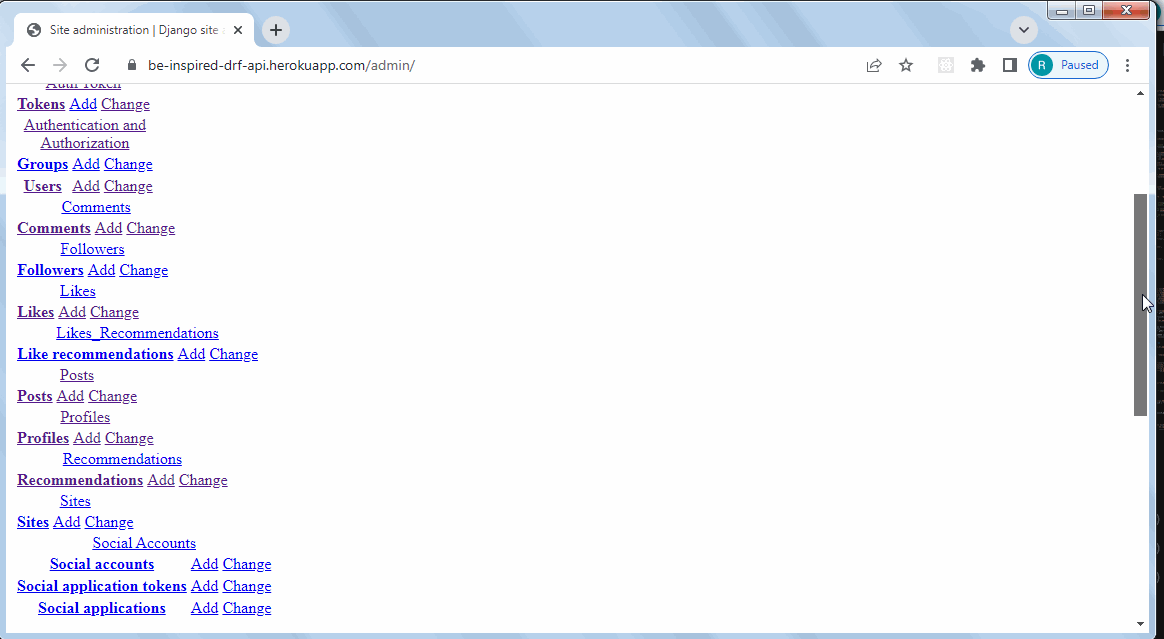 Site administration | Django site
be-inspired-drf-api.herokuapp.com/admin/
R Paused
Auth Token
Tokens Add Change
Authentication and
Authorization
Groups Add Change
Users Add Change
Comments
Comments Add Change
Followers
Followers Add Change
Likes
Likes Add Change
Likes_Recommendations
Like recommendations Add Change
Posts
Posts Add Change
Profiles
Profiles Add Change
Recommendations
Recommendations Add Change
Sites
Sites Add Change
Social Accounts
Social accounts Add Change
Social application tokens Add Change
Social applications Add Change